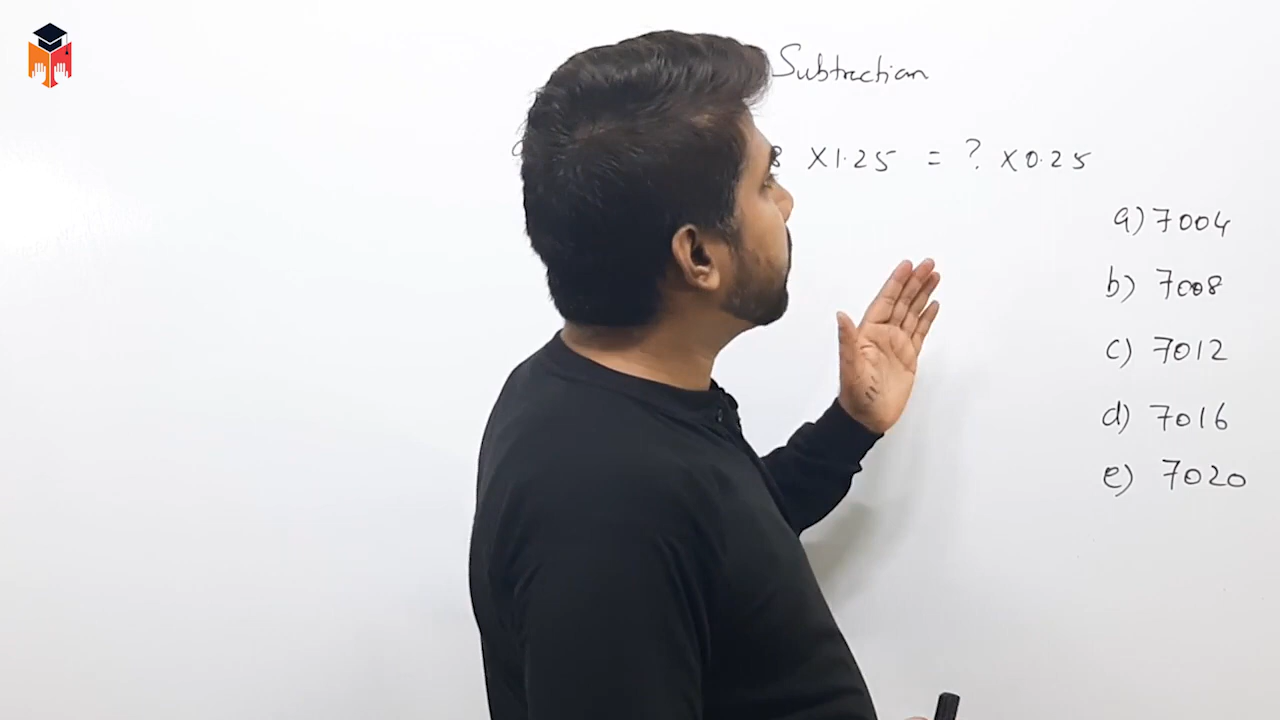 Subtraction
8 X1.25 = ? X0.25
a) 7004
b) 7008
c) 7012
d) 7016
e) 7020